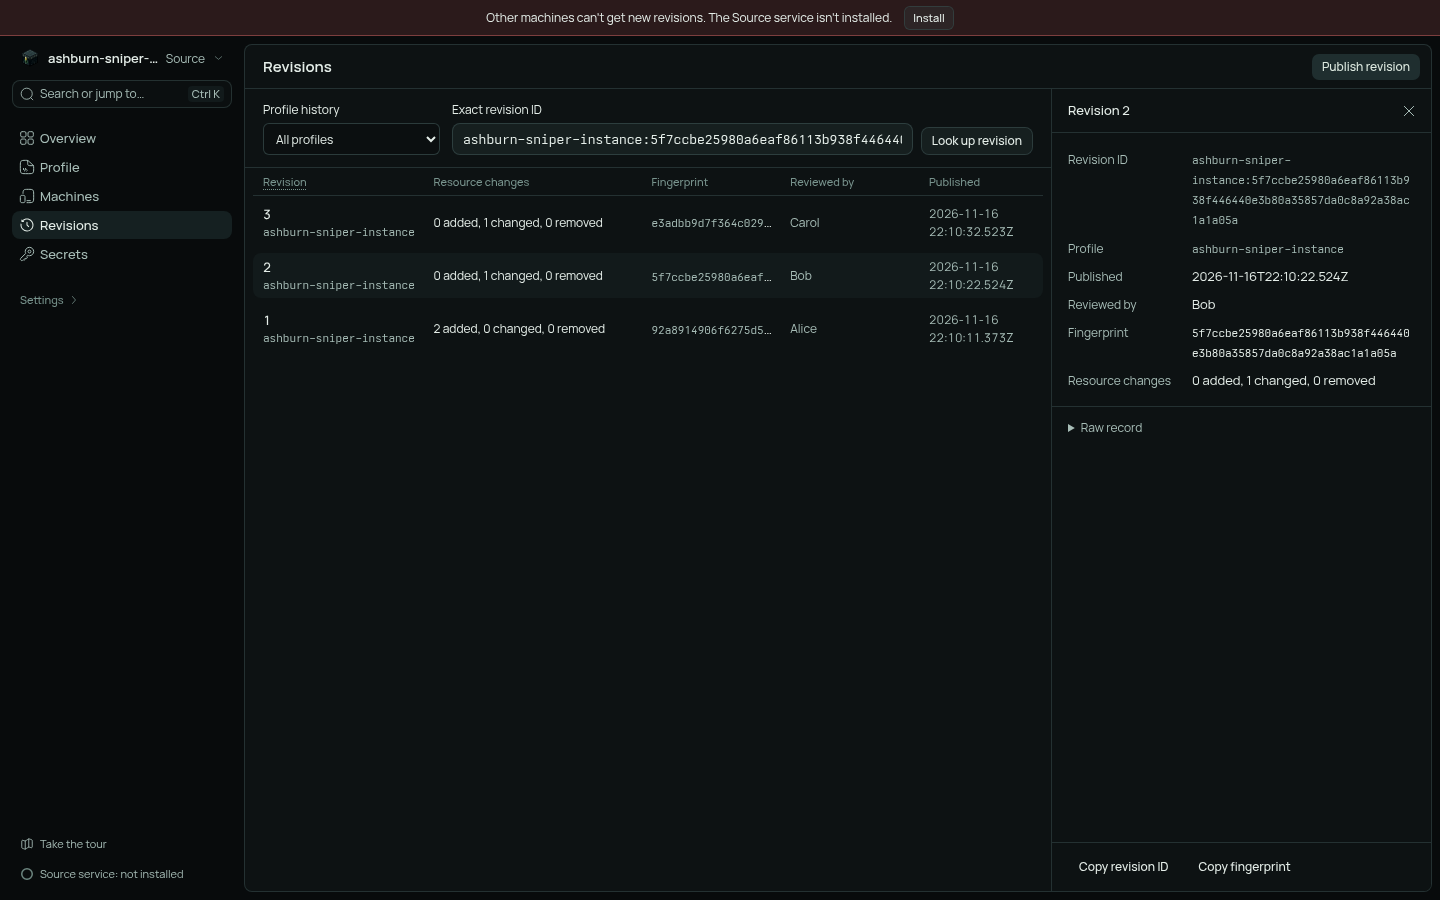 Other machines can't get new revisions. The Source service isn't installed.
Install
ashburn-sniper-…
Source
Search or jump to…
Ctrl K
Overview
Profile
Machines
Revisions
Secrets
Settings
Take the tour
Source service: not installed
Revisions
Publish revision
Profile history
All profiles
Exact revision ID
ashburn-sniper-instance:5f7ccbe25980a6eaf86113b938f44644
Look up revision
Revision
Resource changes
Fingerprint
Reviewed by
Published
3
ashburn-sniper-instance
0 added, 1 changed, 0 removed
e3adbb9d7f364c029…
Carol
2026-11-16
22:10:32.523Z
2
ashburn-sniper-instance
0 added, 1 changed, 0 removed
5f7ccbe25980a6eaf…
Bob
2026-11-16
22:10:22.524Z
1
ashburn-sniper-instance
2 added, 0 changed, 0 removed
92a8914906f6275d5…
Alice
2026-11-16
22:10:11.373Z
Revision 2
Revision ID
ashburn-sniper-
instance:5f7ccbe25980a6eaf86113b9
38f446440e3b80a35857da0c8a92a38ac
1a1a05a
Profile
ashburn-sniper-instance
Published
2026-11-16T22:10:22.524Z
Reviewed by
Bob
Fingerprint
5f7ccbe25980a6eaf86113b938f446440
e3b80a35857da0c8a92a38ac1a1a05a
Resource changes
0 added, 1 changed, 0 removed
Raw record
Copy revision ID
Copy fingerprint